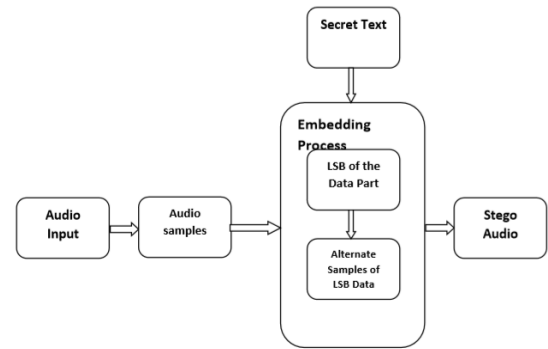 Secret Text
Embedding
Process
LSB of the
Data Part
Audio
Input
Audio
samples
Stego
Audio
Alternate
Samples of
LSB Data